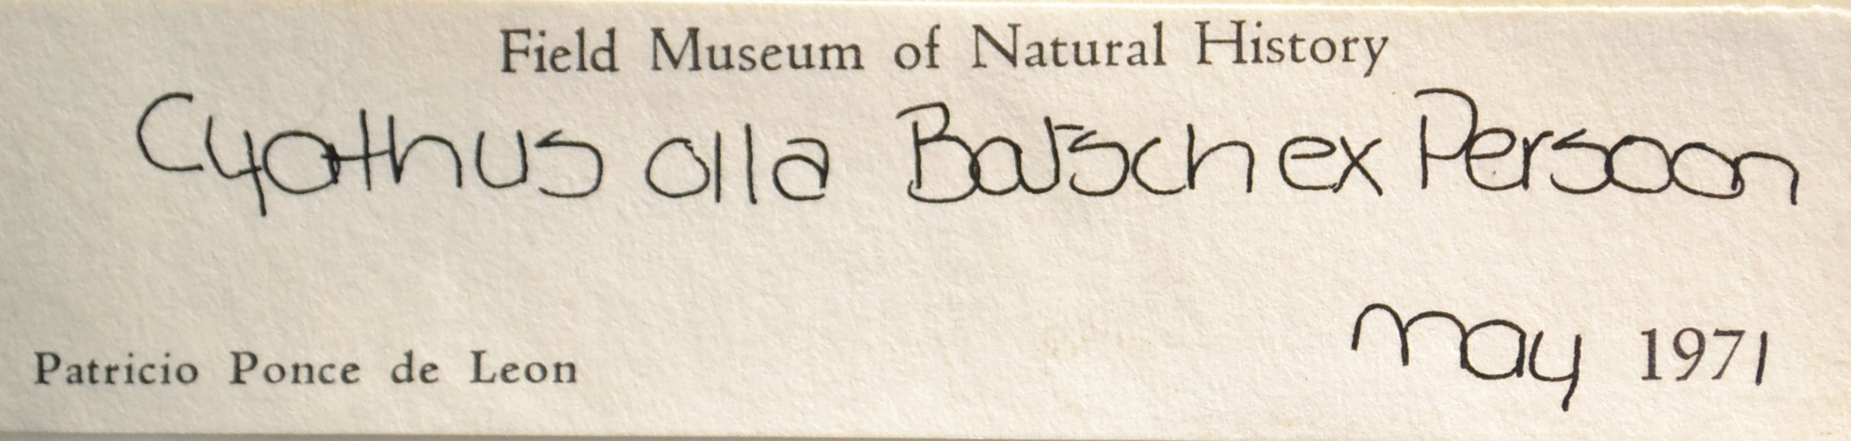 Field Museum of Natural History
Cyathus olla Batsch ex Persoon
may 1971
Patricio Ponce de Leon